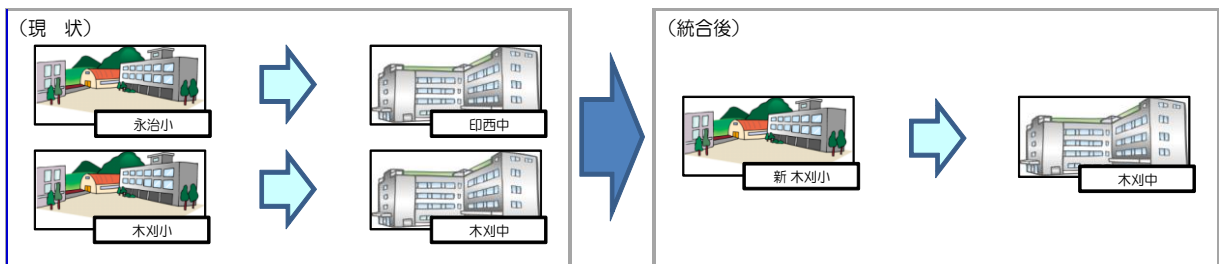 （現　状）
永治小
印西中
木刈小
木刈中
（統合後）
新 木刈小
木刈中